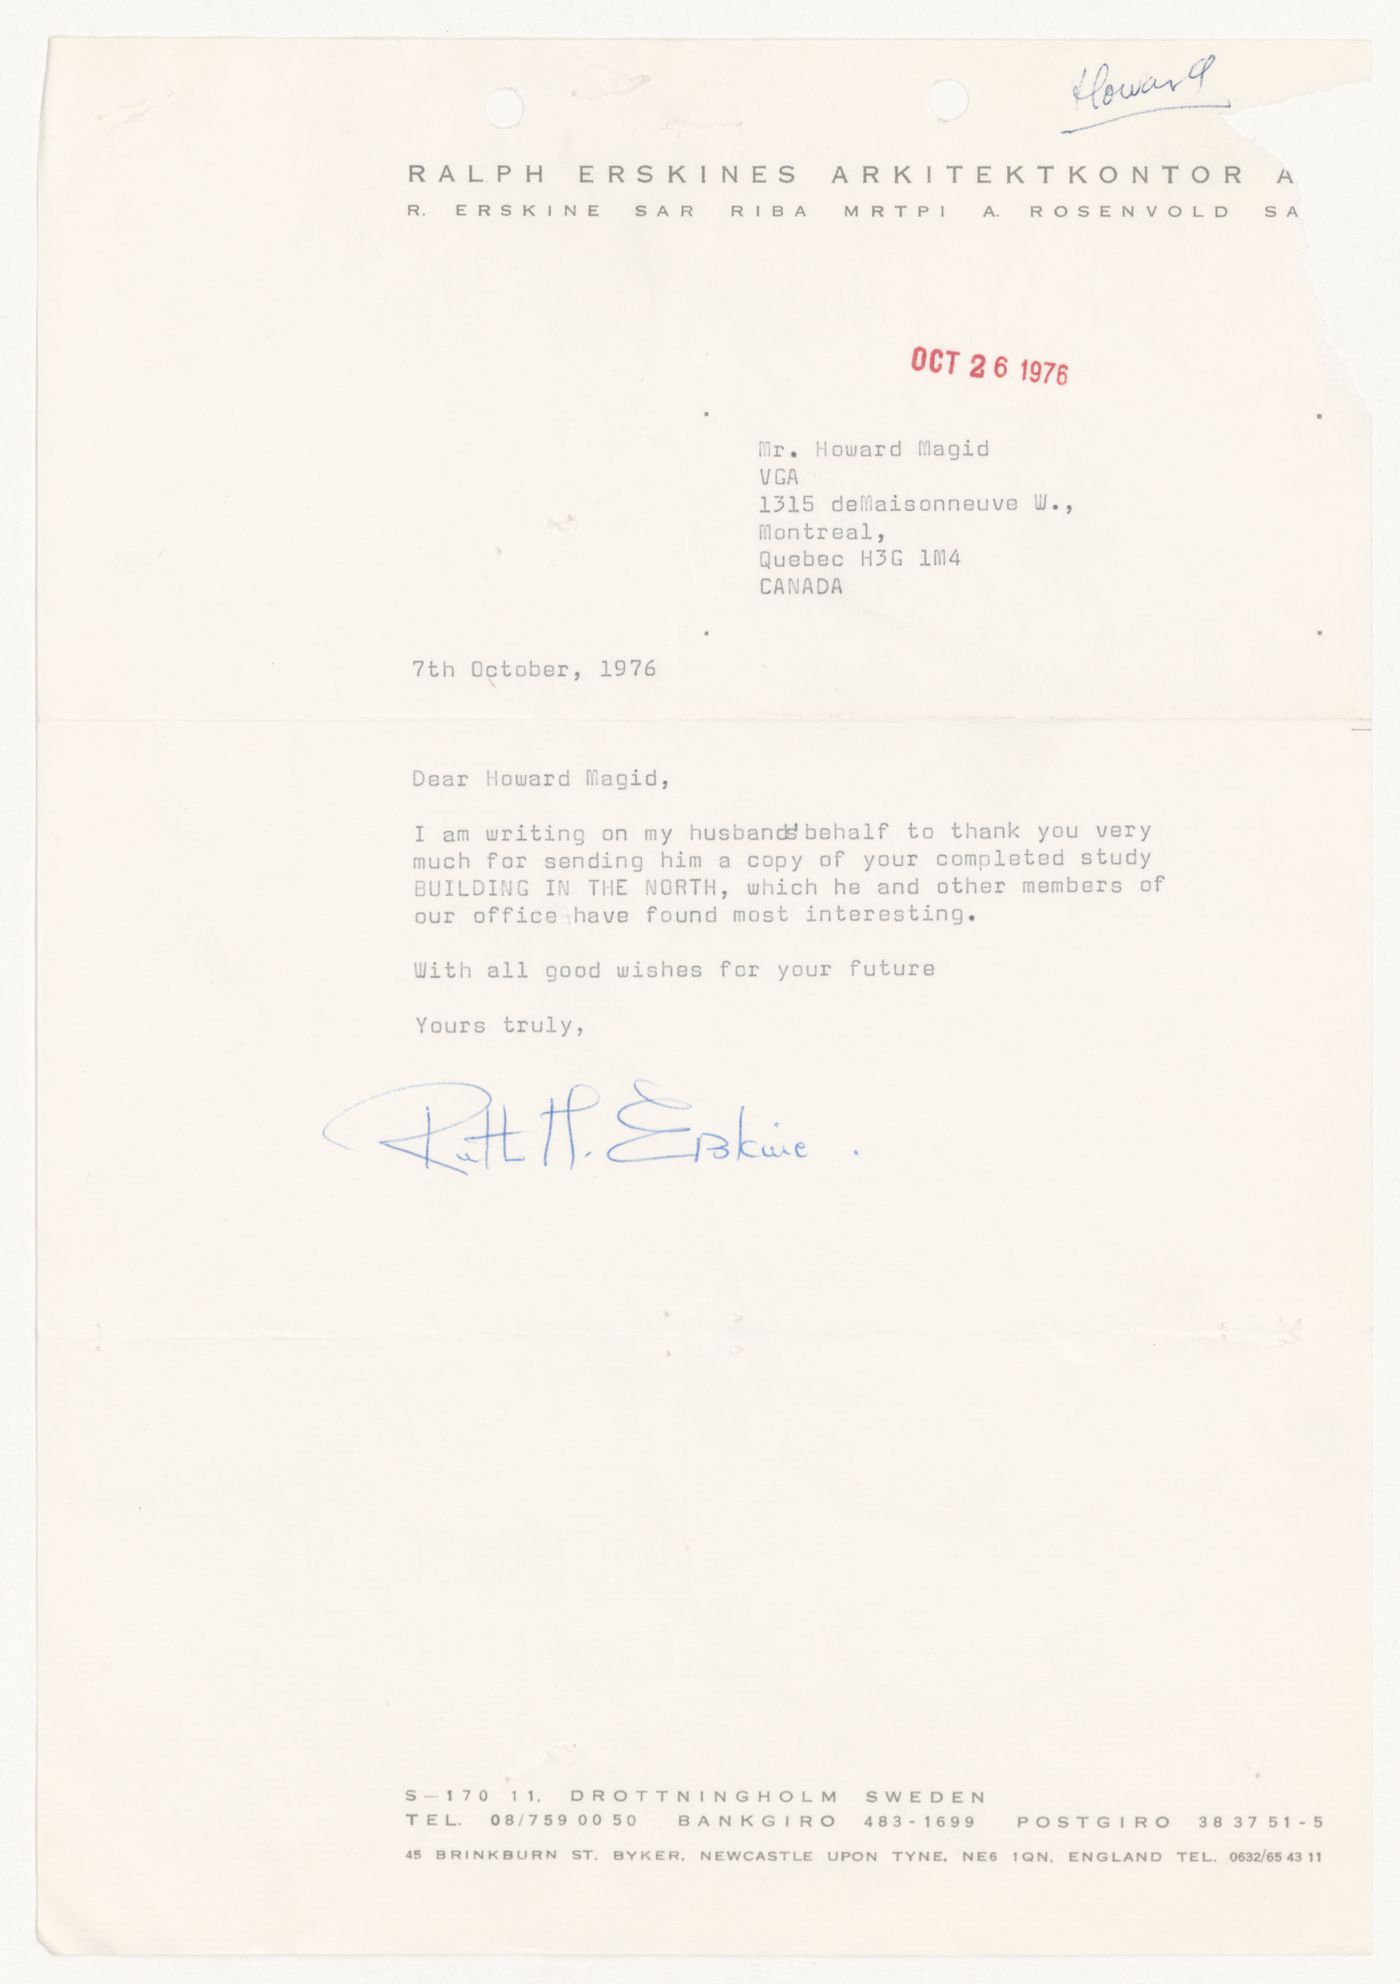 Howard
RALPH ERSKINES ARKITEKTKONTOR A
R. ERSKINE SAR RIBA MRTPI A. ROSENVOLD SA
OCT 26 1976
Mr. Howard Magid
VGA
1315 deMaisonneuve W.,
Montreal,
Quebec H3G 1M4
CANADA
7th October, 1976
Dear Howard Magid,
I am writing on my husbands' behalf to thank you very
much for sending him a copy of your completed study
BUILDING IN THE NORTH, which he and other members of
our office have found most interesting.
With all good wishes for your future
Yours truly,
Ruth M. Erskine.
S—170 11. DROTTNINGHOLM SWEDEN
TEL. 08/759 00 50 BANKGIRO 483-1699 POSTGIRO 38 37 51-5
45 BRINKBURN ST. BYKER. NEWCASTLE UPON TYNE. NE6 1QN. ENGLAND TEL. 0632/65 43 11